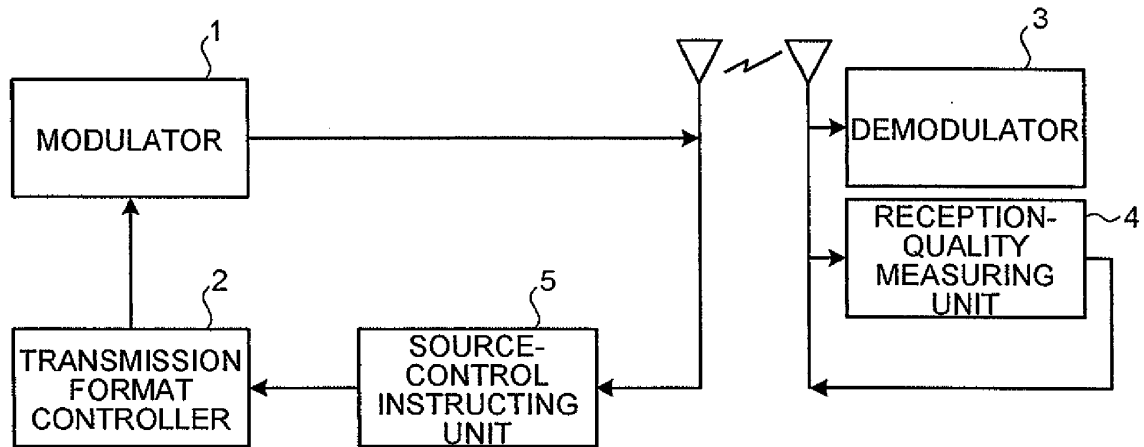 1
MODULATOR
3
DEMODULATOR
RECEPTION-
QUALITY
MEASURING
UNIT
4
2
TRANSMISSION
FORMAT
CONTROLLER
5
SOURCE-
CONTROL
INSTRUCTING
UNIT